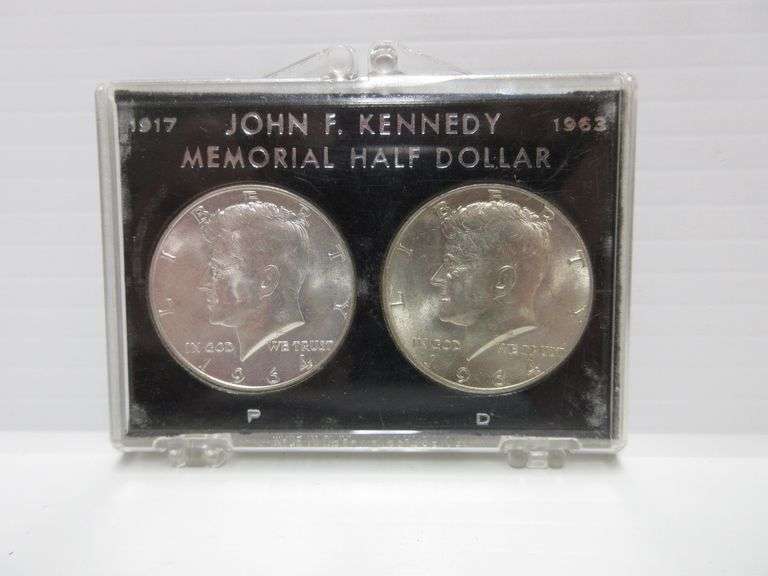 1917 JOHN F. KENNEDY 1963
MEMORIAL HALF DOLLAR
LIBERTY LIBERTY
IN GOD WE TRUST IN GOD WE TRUST
1964 1964
P D